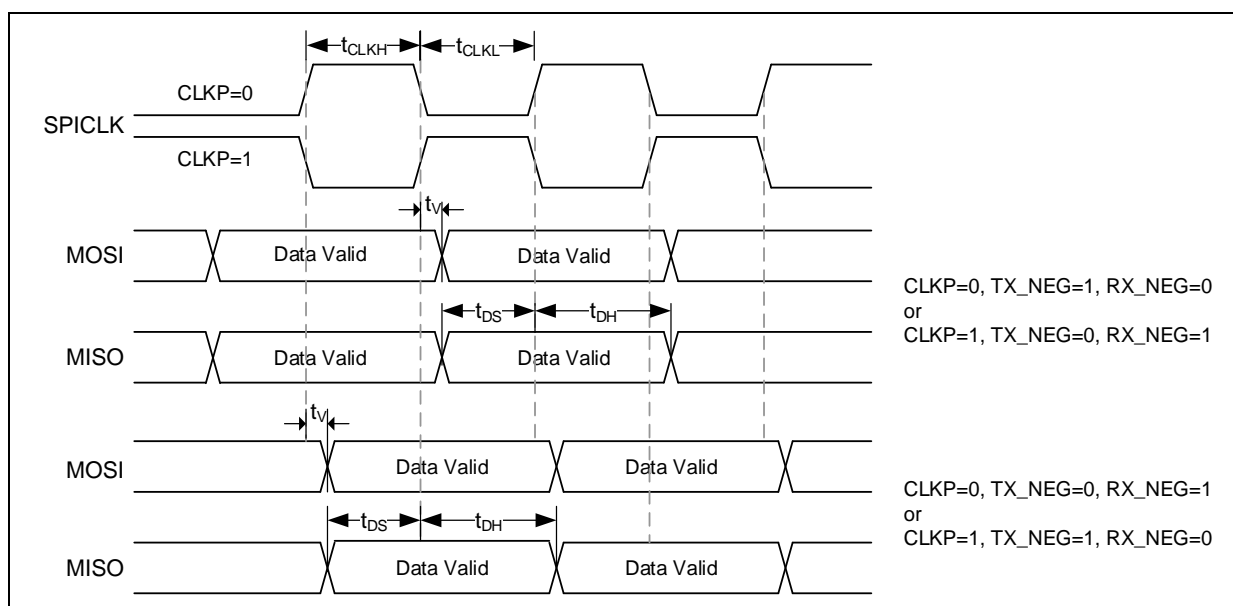 tCLKH
tCLKL
CLKP=0
SPICLK
CLKP=1
tV
MOSI
Data Valid
Data Valid
CLKP=0, TX_NEG=1, RX_NEG=0
or
CLKP=1, TX_NEG=0, RX_NEG=1
tDS
tDH
MISO
Data Valid
Data Valid
tV
MOSI
Data Valid
Data Valid
CLKP=0, TX_NEG=0, RX_NEG=1
or
CLKP=1, TX_NEG=1, RX_NEG=0
tDS
tDH
MISO
Data Valid
Data Valid